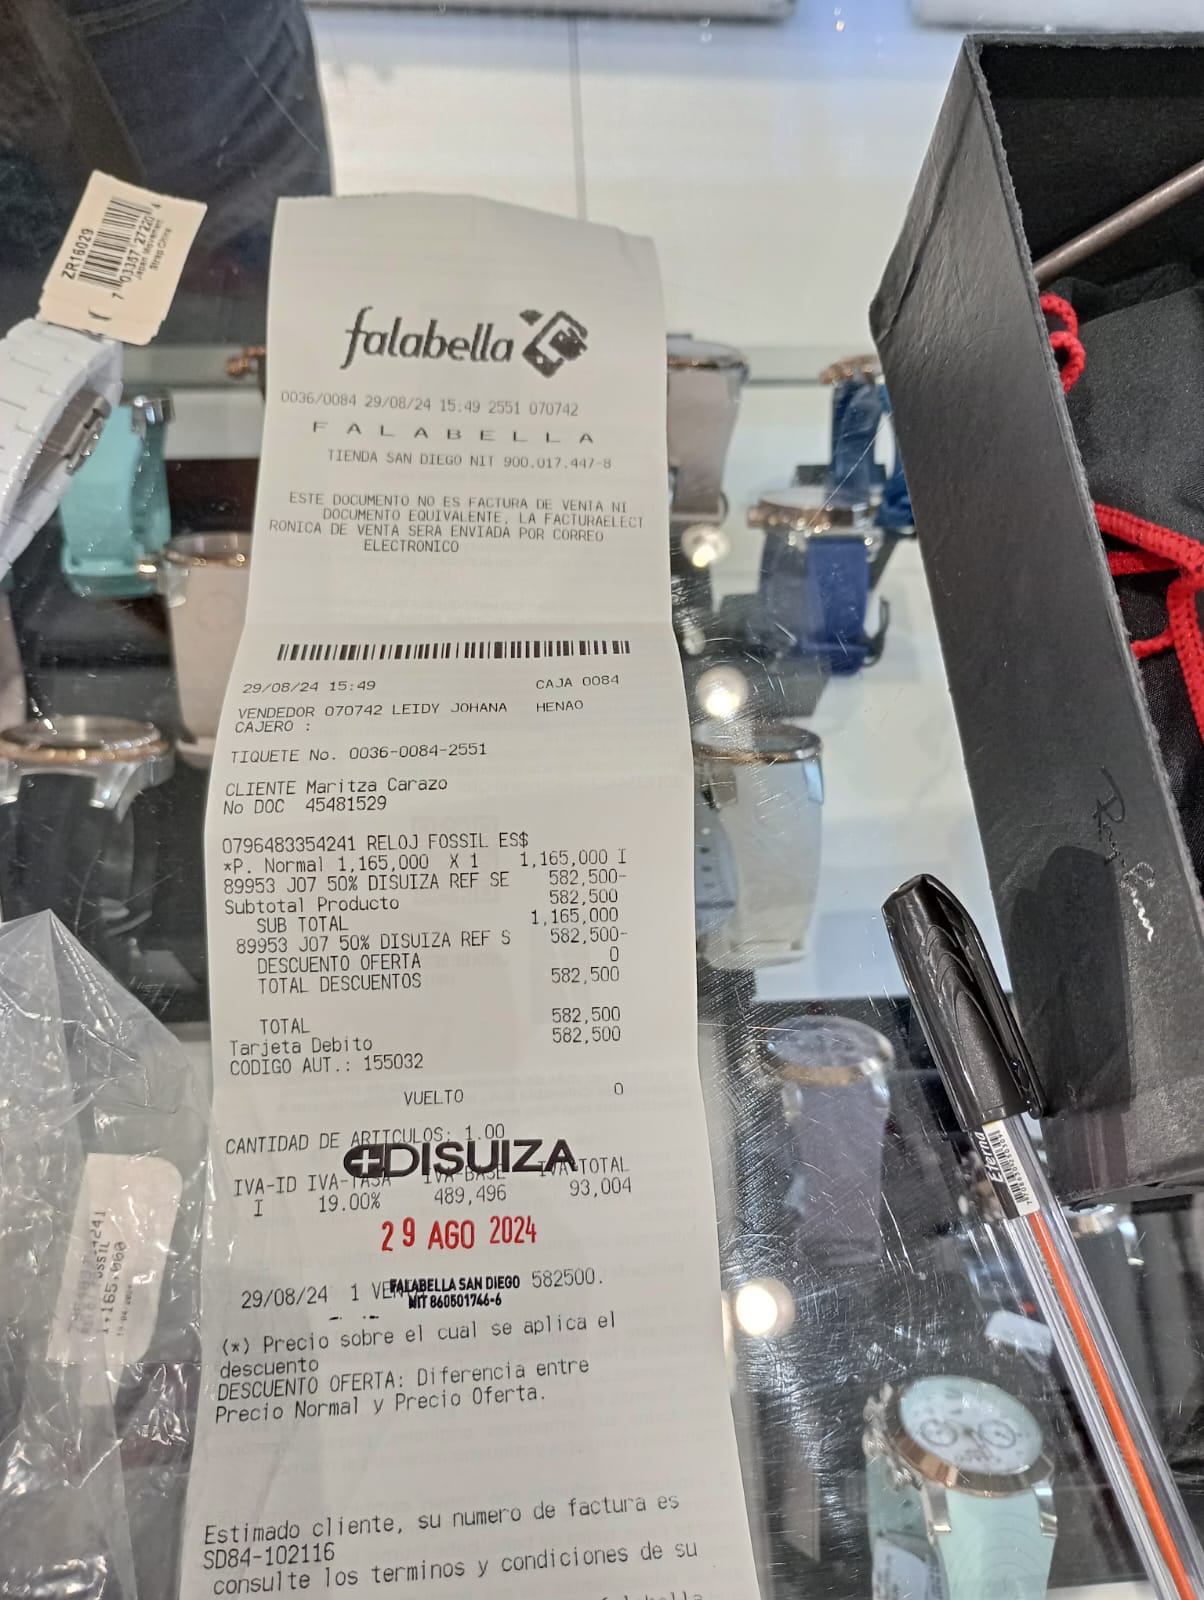 ZR16029
Japan Movement
Strap China
falabella
0036/0084 29/08/24 15:49 2551 070742
F A L A B E L L A
TIENDA SAN DIEGO NIT 900.017.447-8
ESTE DOCUMENTO NO ES FACTURA DE VENTA NI
DOCUMENTO EQUIVALENTE, LA FACTURAELECT
RONICA DE VENTA SERA ENVIADA POR CORREO
ELECTRONICO
29/08/24 15:49 CAJA 0084
VENDEDOR 070742 LEIDY JOHANA HENAO
CAJERO :
TIQUETE No. 0036-0084-2551
CLIENTE Maritza Carazo
No DOC 45481529
0796483354241 RELOJ FOSSIL ES$
*P. Normal 1,165,000 X 1 1,165,000 I
89953 J07 50% DISUIZA REF SE 582,500-
Subtotal Producto 582,500
SUB TOTAL 1,165,000
89953 J07 50% DISUIZA REF S 582,500-
DESCUENTO OFERTA 0
TOTAL DESCUENTOS 582,500
TOTAL 582,500
Tarjeta Debito 582,500
CODIGO AUT.: 155032
VUELTO 0
CANTIDAD DE ARTICULOS: 1.00
DISUIZA
IVA-ID IVA-TASA IVA-BASE IVA-TOTAL
I 19.00% 489,496 93,004
29 AGO 2024
29/08/24 1 582500.
FALABELLA SAN DIEGO
NIT 860501746-6
(*) Precio sobre el cual se aplica el
descuento
DESCUENTO OFERTA: Diferencia entre
Precio Normal y Precio Oferta.
Estimado cliente, su numero de factura es
SD84-102116
consulte los terminos y condiciones de su
falabella
Ray-Ban
Eterna